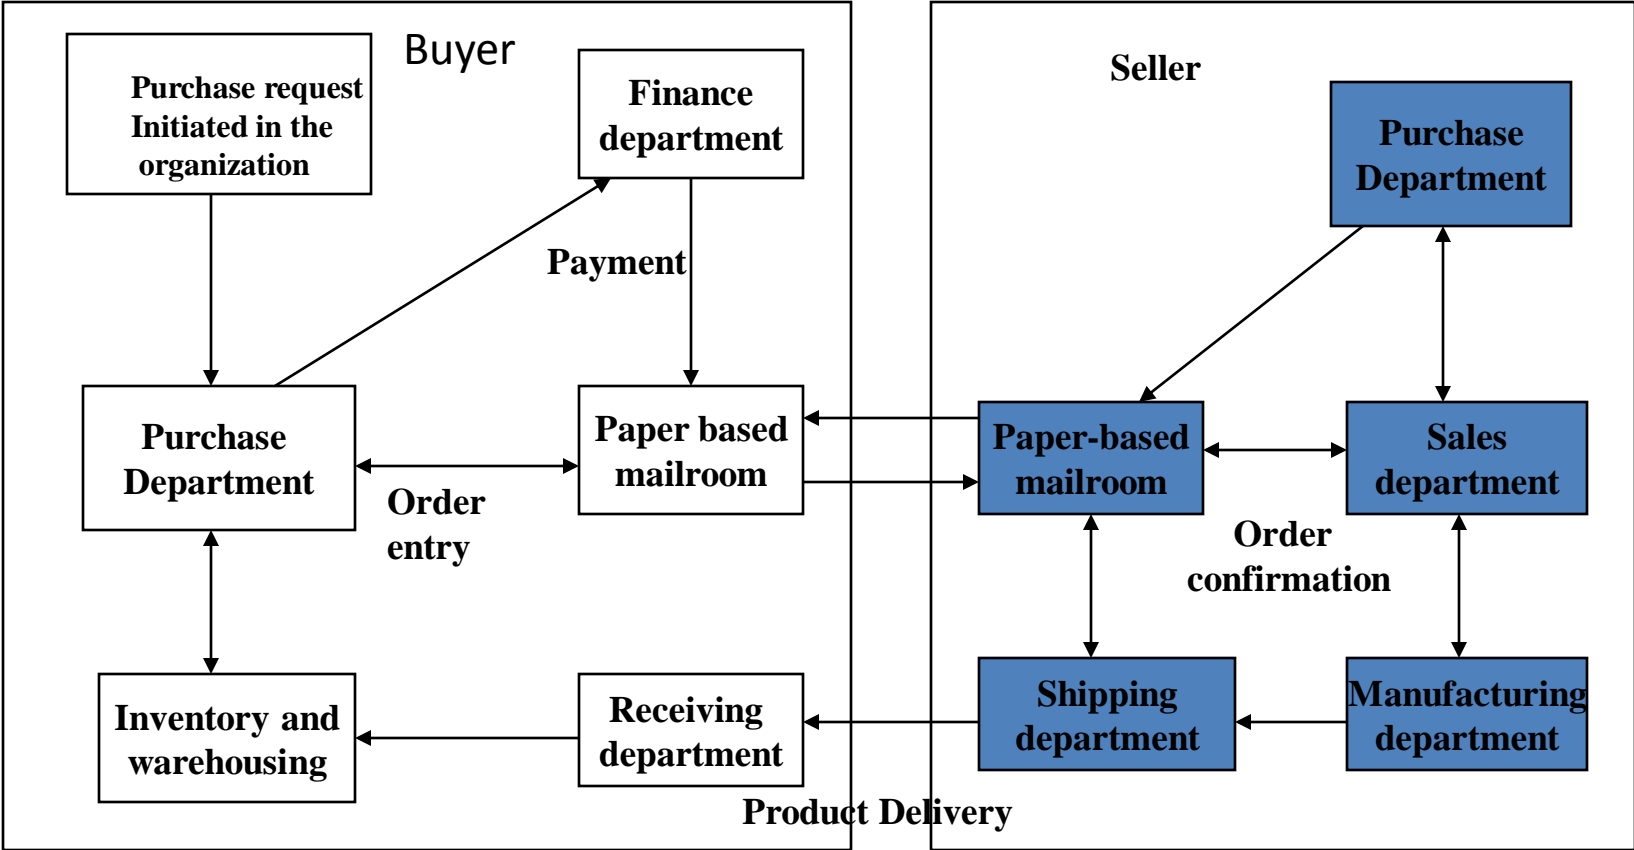 Buyer
Purchase request
Initiated in the
organization
Finance
department
Payment
Purchase
Department
Order
entry
Paper based
mailroom
Inventory and
warehousing
Receiving
department
Seller
Purchase
Department
Paper-based
mailroom
Sales
department
Order
confirmation
Shipping
department
Manufacturing
department
Product Delivery